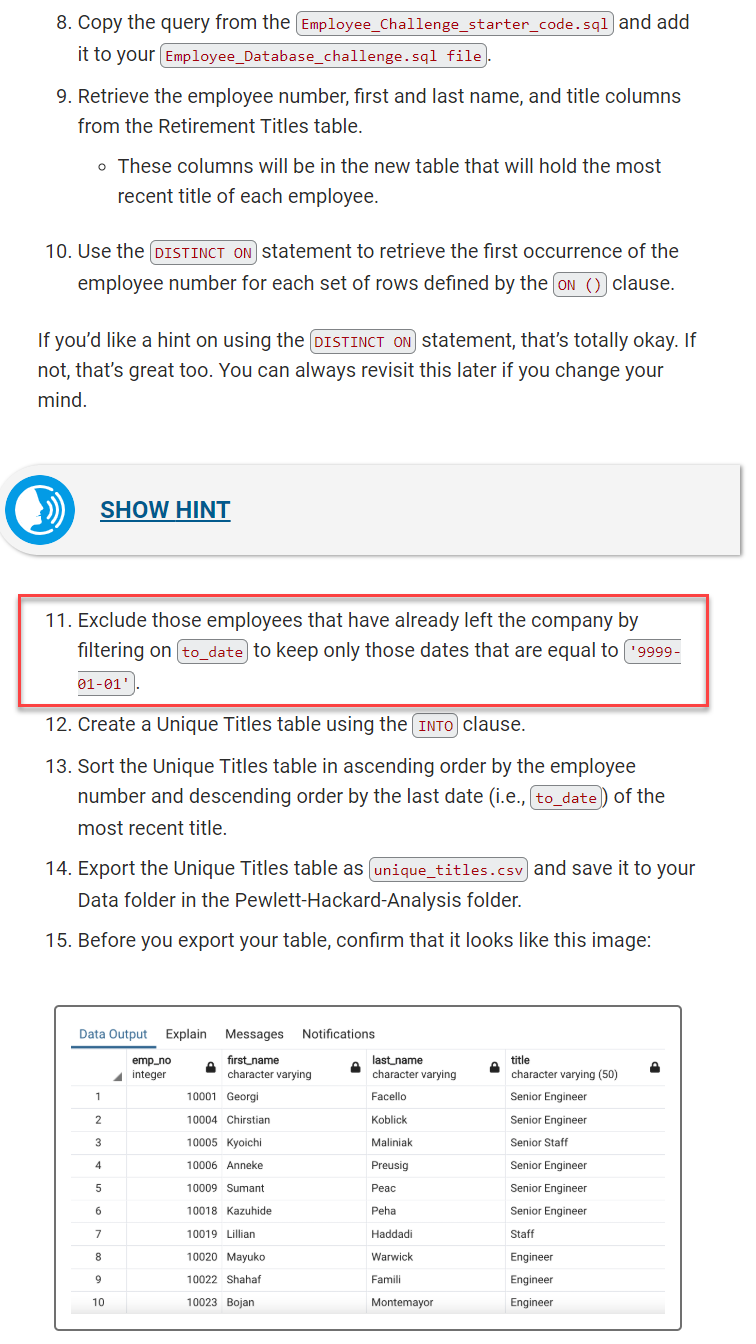 8. Copy the query from the Employee_Challenge_starter_code.sql and add
it to your Employee_Database_challenge.sql file.
9. Retrieve the employee number, first and last name, and title columns
from the Retirement Titles table.
○ These columns will be in the new table that will hold the most
recent title of each employee.
10. Use the DISTINCT ON statement to retrieve the first occurrence of the
employee number for each set of rows defined by the ON () clause.
If you’d like a hint on using the DISTINCT ON statement, that’s totally okay. If
not, that’s great too. You can always revisit this later if you change your
mind.
SHOW HINT
11. Exclude those employees that have already left the company by
filtering on to_date to keep only those dates that are equal to '9999-
01-01'.
12. Create a Unique Titles table using the INTO clause.
13. Sort the Unique Titles table in ascending order by the employee
number and descending order by the last date (i.e., to_date) of the
most recent title.
14. Export the Unique Titles table as unique_titles.csv and save it to your
Data folder in the Pewlett-Hackard-Analysis folder.
15. Before you export your table, confirm that it looks like this image:
Data Output Explain Messages Notifications
emp_no first_name last_name title
integer character varying character varying character varying (50)
1 10001 Georgi Facello Senior Engineer
2 10004 Chirstian Koblick Senior Engineer
3 10005 Kyoichi Maliniak Senior Staff
4 10006 Anneke Preusig Senior Engineer
5 10009 Sumant Peac Senior Engineer
6 10018 Kazuhide Peha Senior Engineer
7 10019 Lillian Haddadi Staff
8 10020 Mayuko Warwick Engineer
9 10022 Shahaf Famili Engineer
10 10023 Bojan Montemayor Engineer